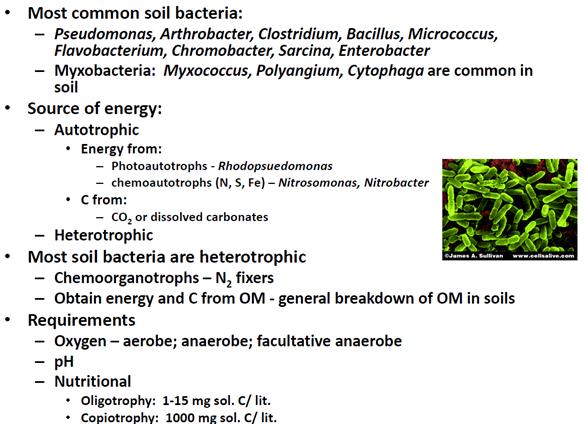 • Most common soil bacteria:
– Pseudomonas, Arthrobacter, Clostridium, Bacillus, Micrococcus,
Flavobacterium, Chromobacter, Sarcina, Enterobacter
– Myxobacteria: Myxococcus, Polyangium, Cytophaga are common in
soil
• Source of energy:
– Autotrophic
• Energy from:
– Photoautotrophs - Rhodopsuedomonas
– chemoautotrophs (N, S, Fe) – Nitrosomonas, Nitrobacter
• C from:
– CO₂ or dissolved carbonates
– Heterotrophic
©James A. Sullivan www.cellsalive.com
• Most soil bacteria are heterotrophic
– Chemoorganotrophs – N₂ fixers
– Obtain energy and C from OM - general breakdown of OM in soils
• Requirements
– Oxygen – aerobe; anaerobe; facultative anaerobe
– pH
– Nutritional
• Oligotrophy: 1-15 mg sol. C/ lit.
• Copiotrophy: 1000 mg sol. C/ lit.